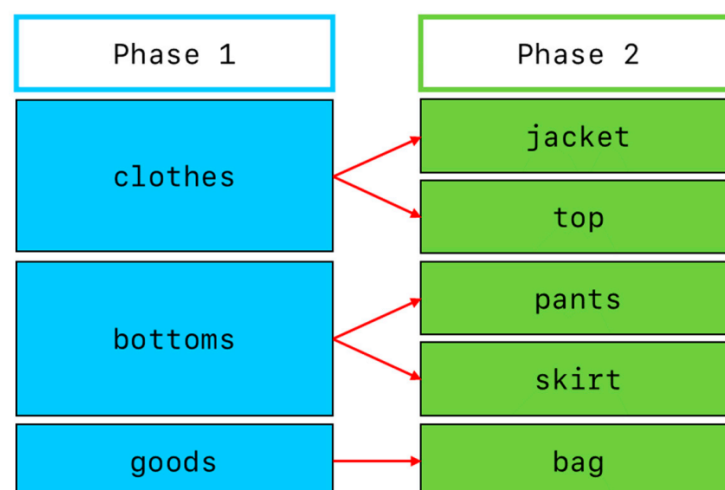 Phase 1
Phase 2
clothes
jacket
top
bottoms
pants
skirt
goods
bag